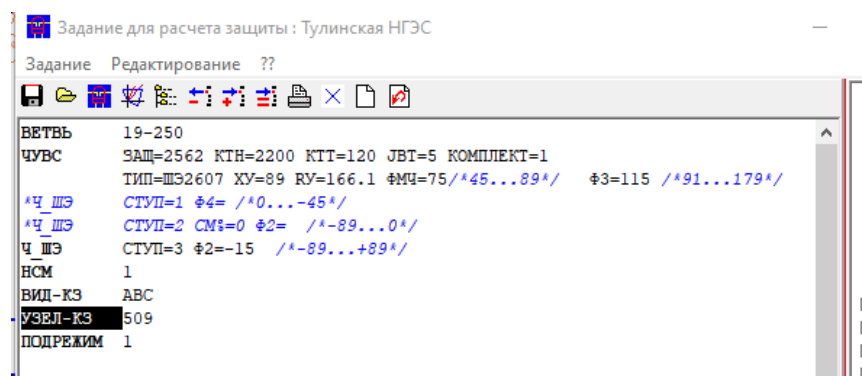 Задание для расчета защиты : Тулинская НГЭС
Задание Редактирование ??
ВЕТВЬ 19-250
ЧУВС ЗАЩ=2562 КТН=2200 КТТ=120 JВТ=5 КОМПЛЕКТ=1
ТИП=ШЭ2607 ХУ=89 RУ=166.1 ФМЧ=75/*45...89*/ Ф3=115 /*91...179*/
*Ч_ШЭ СТУП=1 Ф4= /*0...-45*/
*Ч_ШЭ СТУП=2 СМ%=0 Ф2= /*-89...0*/
Ч_ШЭ СТУП=3 Ф2=-15 /*-89...+89*/
НСМ 1
ВИД-КЗ АВС
УЗЕЛ-КЗ 509
ПОДРЕЖИМ 1